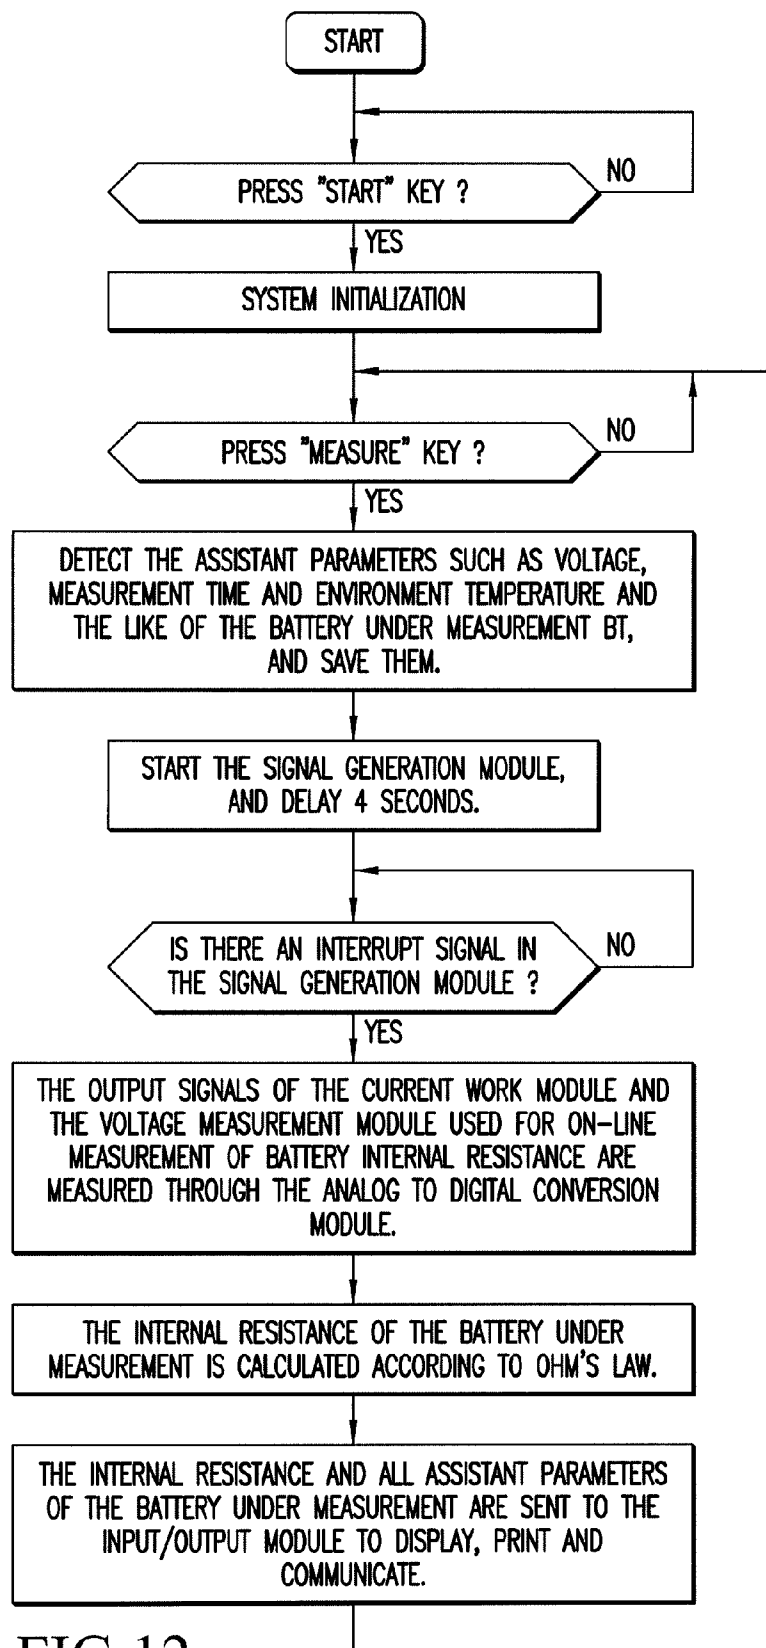 START
PRESS "START" KEY ?
NO
YES
SYSTEM INITIALIZATION
PRESS "MEASURE" KEY ?
NO
YES
DETECT THE ASSISTANT PARAMETERS SUCH AS VOLTAGE,
MEASUREMENT TIME AND ENVIRONMENT TEMPERATURE AND
THE LIKE OF THE BATTERY UNDER MEASUREMENT BT,
AND SAVE THEM.
START THE SIGNAL GENERATION MODULE,
AND DELAY 4 SECONDS.
IS THERE AN INTERRUPT SIGNAL IN
THE SIGNAL GENERATION MODULE ?
NO
YES
THE OUTPUT SIGNALS OF THE CURRENT WORK MODULE AND
THE VOLTAGE MEASUREMENT MODULE USED FOR ON-LINE
MEASUREMENT OF BATTERY INTERNAL RESISTANCE ARE
MEASURED THROUGH THE ANALOG TO DIGITAL CONVERSION
MODULE.
THE INTERNAL RESISTANCE OF THE BATTERY UNDER
MEASUREMENT IS CALCULATED ACCORDING TO OHM'S LAW.
THE INTERNAL RESISTANCE AND ALL ASSISTANT PARAMETERS
OF THE BATTERY UNDER MEASUREMENT ARE SENT TO THE
INPUT/OUTPUT MODULE TO DISPLAY, PRINT AND
COMMUNICATE.
FIG.12